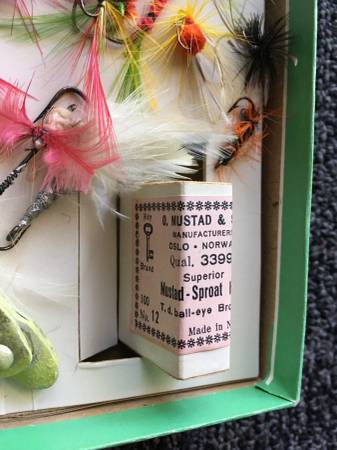 O. MUSTAD & S
Key
MANUFACTURERS
OSLO - NORWA
Qual. 3399
Brand
Superior
Mustad-Sproat H
100
T.d. ball-eye Bro
No. 12
Made in N